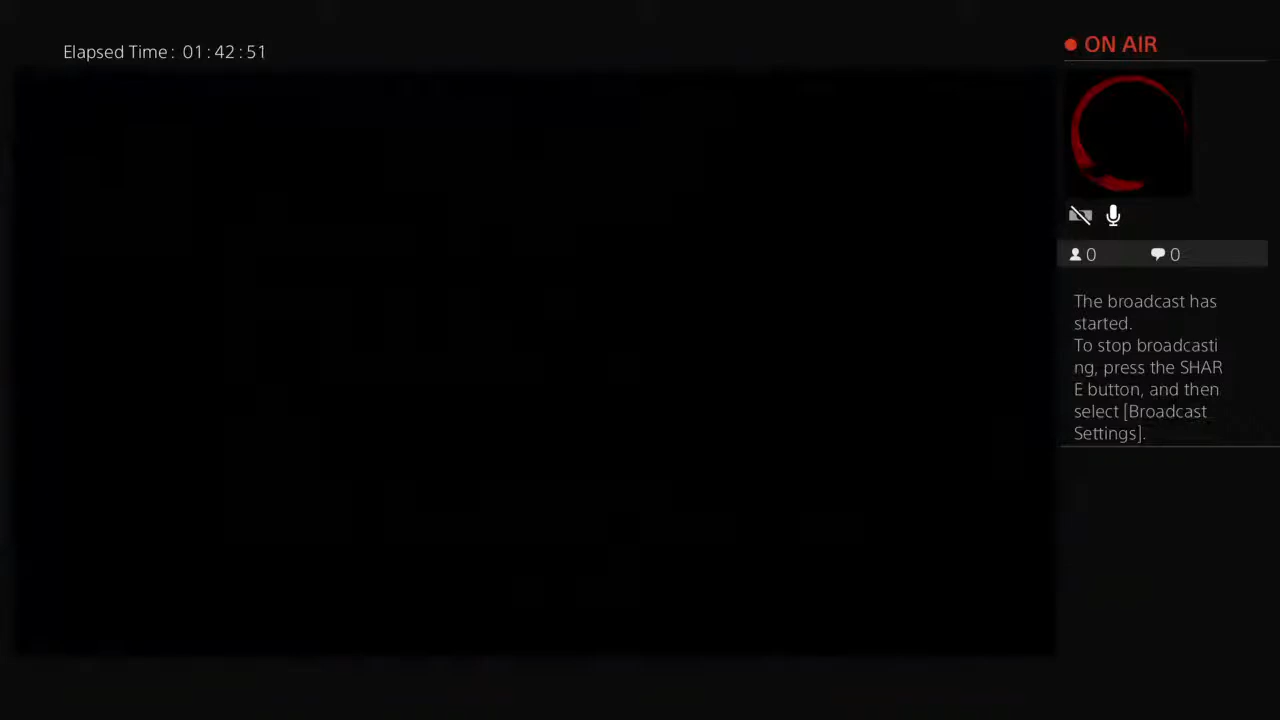 Elapsed Time: 01:42:51
ON AIR
0 0
The broadcast has
started.
To stop broadcasti
ng, press the SHAR
E button, and then
select [Broadcast
Settings].